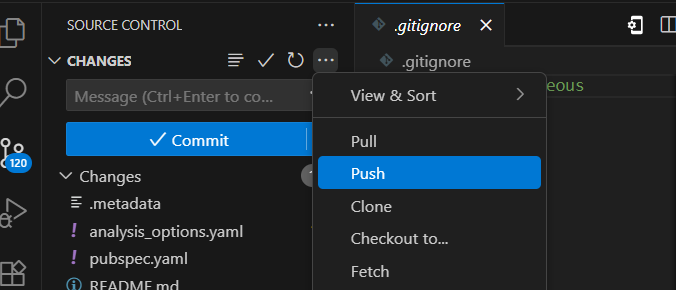 SOURCE CONTROL
.gitignore
CHANGES
.gitignore
Message (Ctrl+Enter to co...
View & Sort
eous
Commit
Pull
120
Changes
Push
.metadata
Clone
analysis_options.yaml
Checkout to...
pubspec.yaml
Fetch
README.md